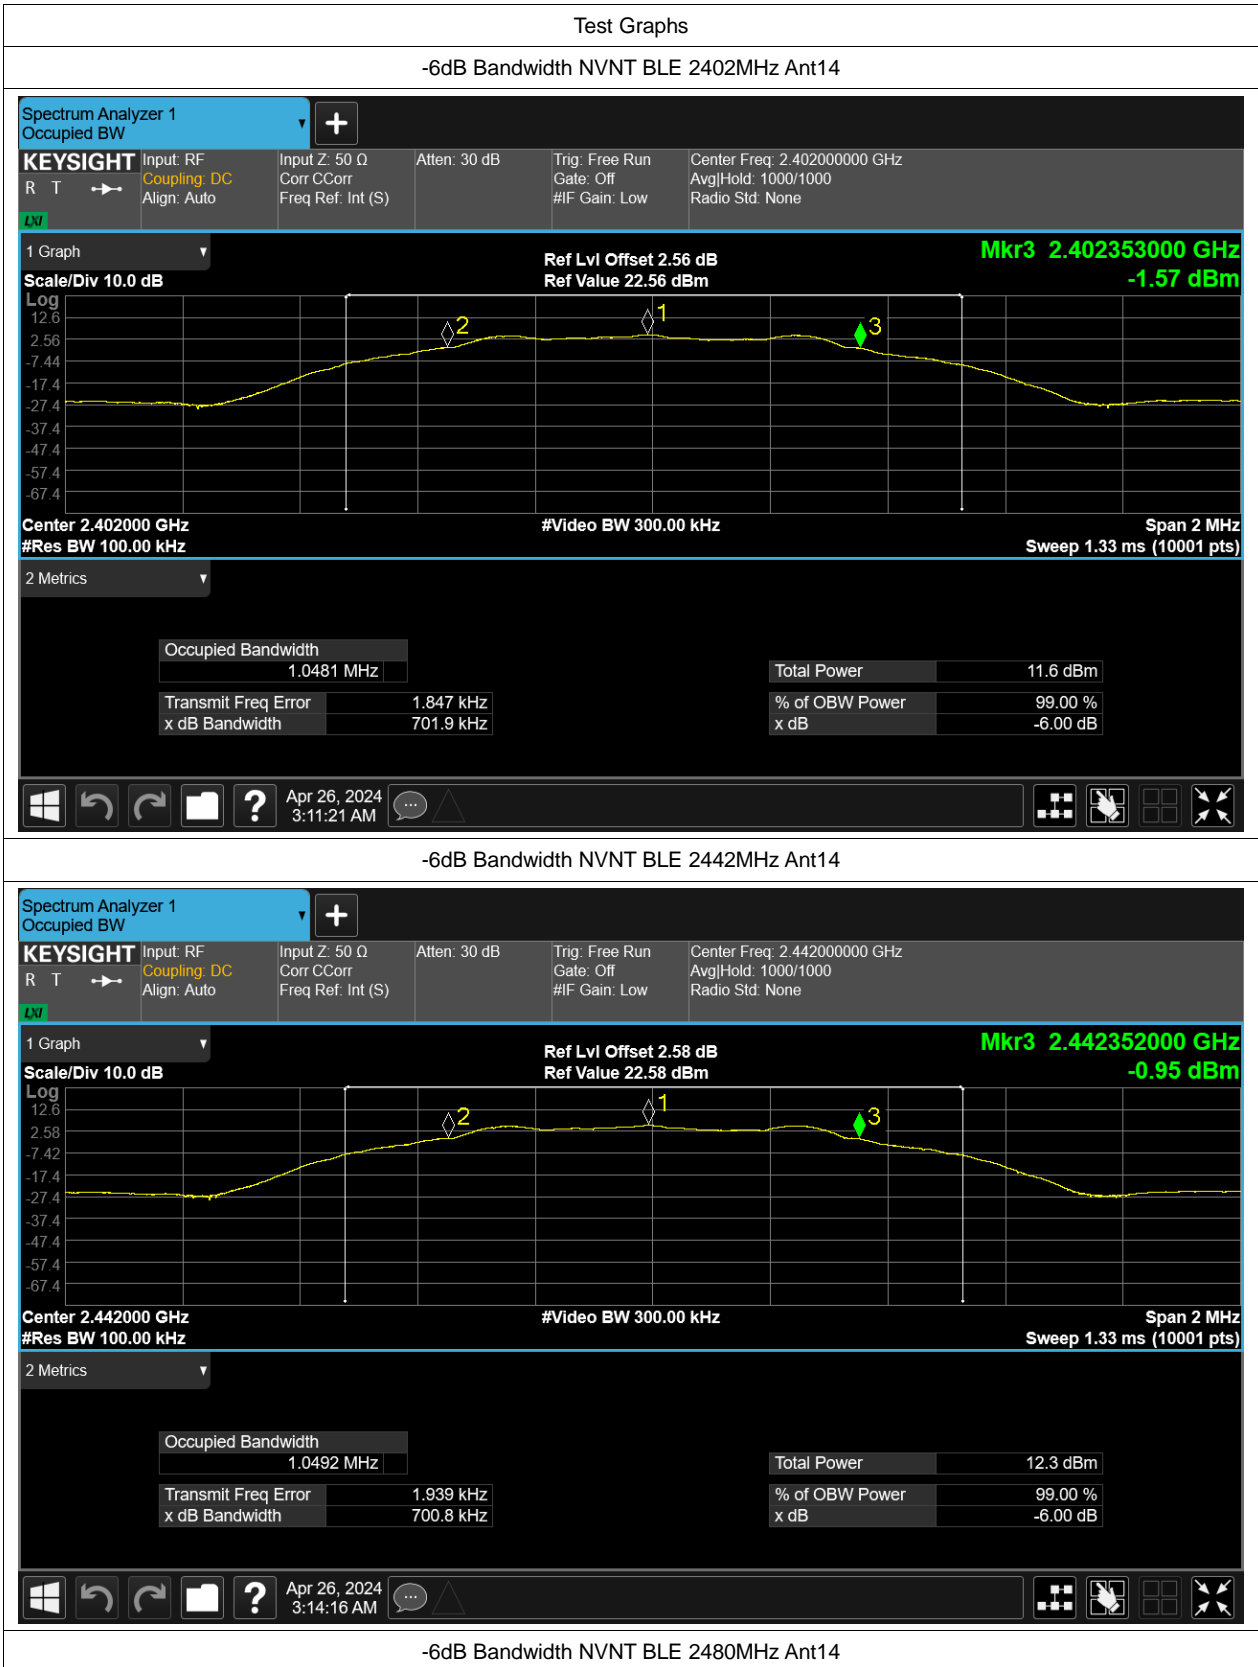 Test Graphs
-6dB Bandwidth NVNT BLE 2402MHz Ant14
Spectrum Analyzer 1
Occupied BW
KEYSIGHT
R T
LXI
Input: RF
Coupling: DC
Align: Auto
Input Z: 50 Ω
Corr CCorr
Freq Ref: Int (S)
Atten: 30 dB
Trig: Free Run
Gate: Off
#IF Gain: Low
Center Freq: 2.402000000 GHz
Avg|Hold: 1000/1000
Radio Std: None
1 Graph
Scale/Div 10.0 dB
Ref Lvl Offset 2.56 dB
Ref Value 22.56 dBm
Mkr3 2.402353000 GHz
-1.57 dBm
Log
12.6
2.56
-7.44
-17.4
-27.4
-37.4
-47.4
-57.4
-67.4
2
1
3
Center 2.402000 GHz
#Res BW 100.00 kHz
#Video BW 300.00 kHz
Span 2 MHz
Sweep 1.33 ms (10001 pts)
2 Metrics
Occupied Bandwidth
1.0481 MHz
Transmit Freq Error 1.847 kHz
x dB Bandwidth 701.9 kHz
Total Power 11.6 dBm
% of OBW Power 99.00 %
x dB -6.00 dB
?
Apr 26, 2024
3:11:21 AM
-6dB Bandwidth NVNT BLE 2442MHz Ant14
Spectrum Analyzer 1
Occupied BW
KEYSIGHT
R T
LXI
Input: RF
Coupling: DC
Align: Auto
Input Z: 50 Ω
Corr CCorr
Freq Ref: Int (S)
Atten: 30 dB
Trig: Free Run
Gate: Off
#IF Gain: Low
Center Freq: 2.442000000 GHz
Avg|Hold: 1000/1000
Radio Std: None
1 Graph
Scale/Div 10.0 dB
Ref Lvl Offset 2.58 dB
Ref Value 22.58 dBm
Mkr3 2.442352000 GHz
-0.95 dBm
Log
12.6
2.58
-7.42
-17.4
-27.4
-37.4
-47.4
-57.4
-67.4
2
1
3
Center 2.442000 GHz
#Res BW 100.00 kHz
#Video BW 300.00 kHz
Span 2 MHz
Sweep 1.33 ms (10001 pts)
2 Metrics
Occupied Bandwidth
1.0492 MHz
Transmit Freq Error 1.939 kHz
x dB Bandwidth 700.8 kHz
Total Power 12.3 dBm
% of OBW Power 99.00 %
x dB -6.00 dB
?
Apr 26, 2024
3:14:16 AM
-6dB Bandwidth NVNT BLE 2480MHz Ant14